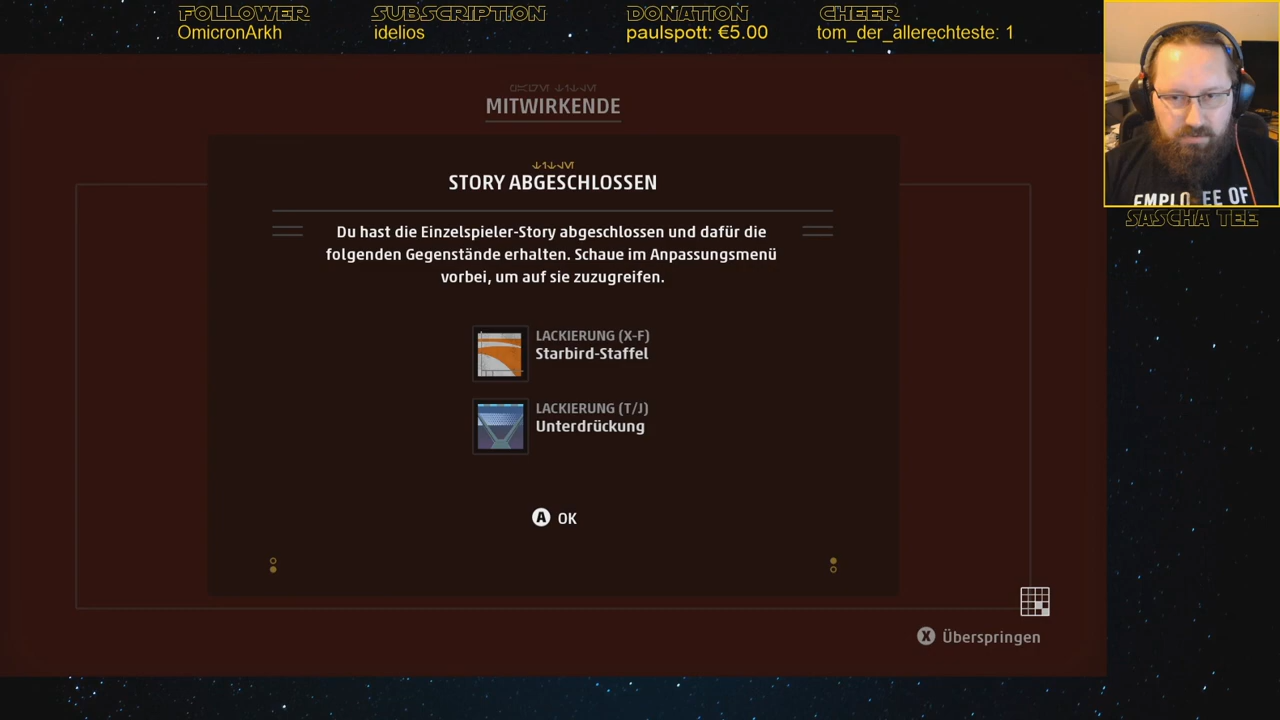 FOLLOWER SUBSCRIPTION DONATION CHEER
OmicronArkh idelios paulspott: €5.00 tom_der_allerechteste: 1
MITWIRKENDE
STORY ABGESCHLOSSEN
Du hast die Einzelspieler-Story abgeschlossen und dafür die
folgenden Gegenstände erhalten. Schaue im Anpassungsmenü
vorbei, um auf sie zuzugreifen.
LACKIERUNG (X-F)
Starbird-Staffel
LACKIERUNG (T/J)
Unterdrückung
A OK
X Überspringen
EMPLOYEE OF
SASCHA TEE